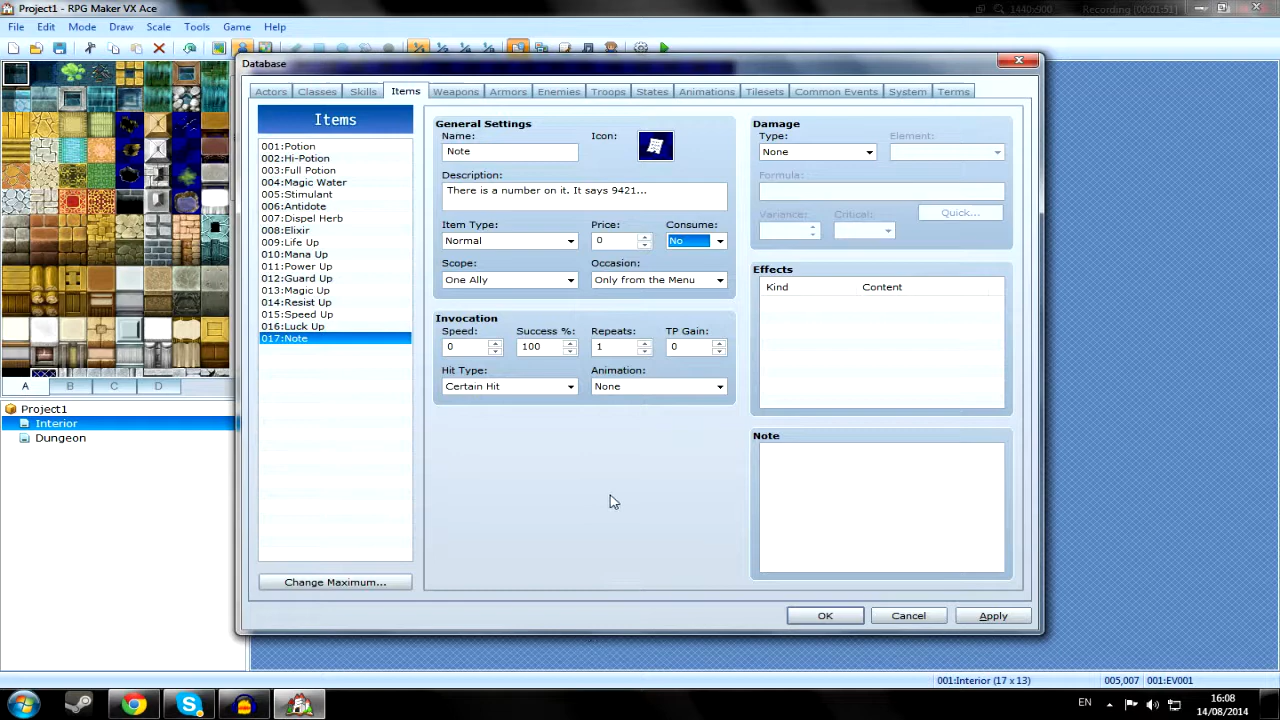 Project1 - RPG Maker VX Ace
1440x900
Recording (00:01:51)
File Edit Mode Draw Scale Tools Game Help
Database
Actors Classes Skills Items Weapons Armors Enemies Troops States Animations Tilesets Common Events System Terms
Items
001:Potion
002:Hi-Potion
003:Full Potion
004:Magic Water
005:Stimulant
006:Antidote
007:Dispel Herb
008:Elixir
009:Life Up
010:Mana Up
011:Power Up
012:Guard Up
013:Magic Up
014:Resist Up
015:Speed Up
016:Luck Up
017:Note
Change Maximum...
General Settings
Name: Icon:
Note
Description:
There is a number on it. It says 9421...
Item Type: Price: Consume:
Normal 0 No
Scope: Occasion:
One Ally Only from the Menu
Invocation
Speed: Success %: Repeats: TP Gain:
0 100 1 0
Hit Type: Animation:
Certain Hit None
Damage
Type: Element:
None
Formula:
Variance: Critical: Quick...
Effects
Kind Content
Note
OK Cancel Apply
A B C D
Project1
Interior
Dungeon
001:Interior (17 x 13) 005,007 001:EV001
EN
16:08
14/08/2014